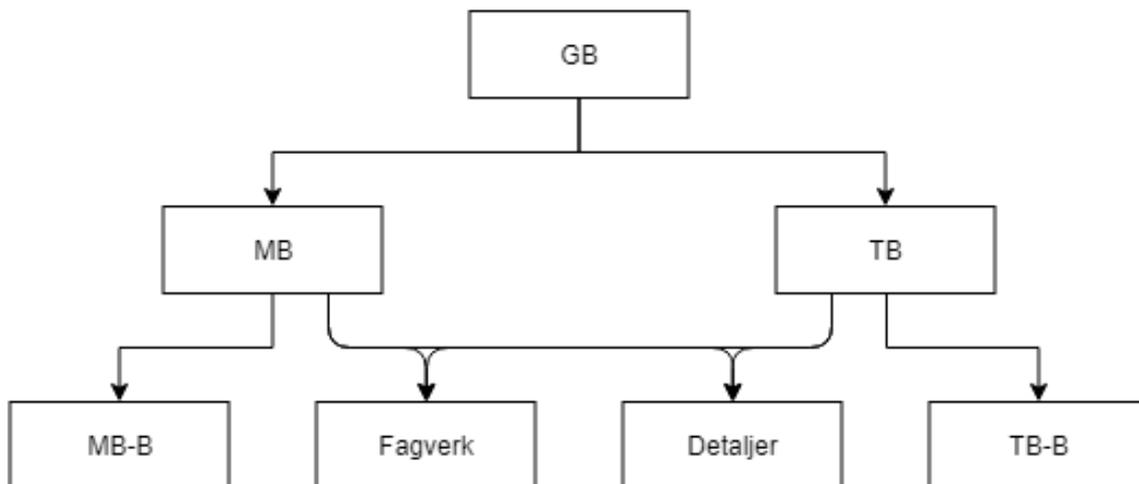 GB
MB
TB
MB-B
Fagverk
Detaljer
TB-B